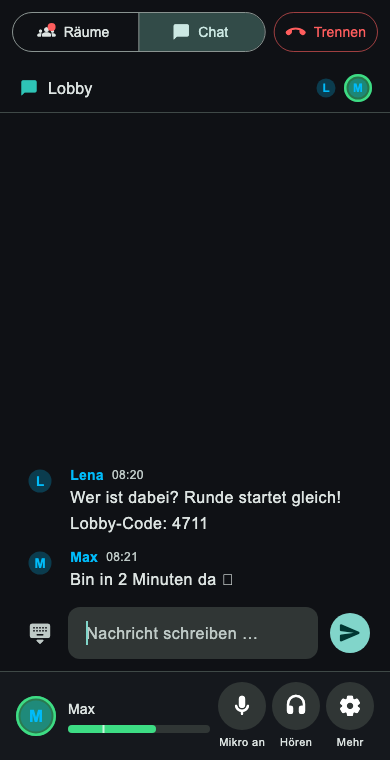 Räume
Chat
Trennen
Lobby
L
M
L
Lena 08:20
Wer ist dabei? Runde startet gleich!
Lobby-Code: 4711
M
Max 08:21
Bin in 2 Minuten da
Nachricht schreiben …
M
Max
Mikro an
Hören
Mehr